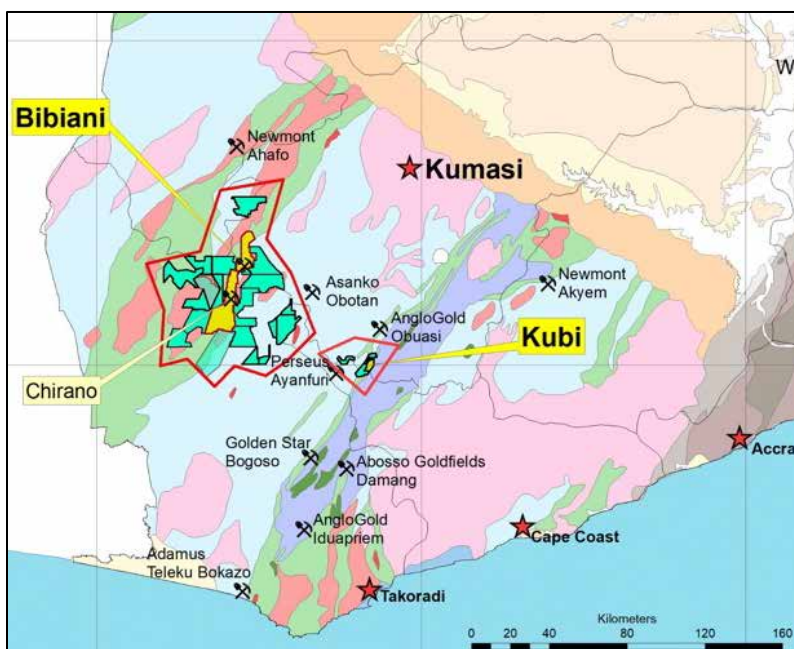 W
Bibiani
Newmont
Ahafo
Kumasi
Asanko
Obotan
Newmont
Akyem
AngloGold
Obuasi
Kubi
Perseus
Ayanfuri
Chirano
Golden Star
Bogoso
Abosso Goldfields
Damang
Accra
AngloGold
Iduapriem
Cape Coast
Adamus
Teleku Bokazo
Takoradi
Kilometers
0 20 40 80 120 160